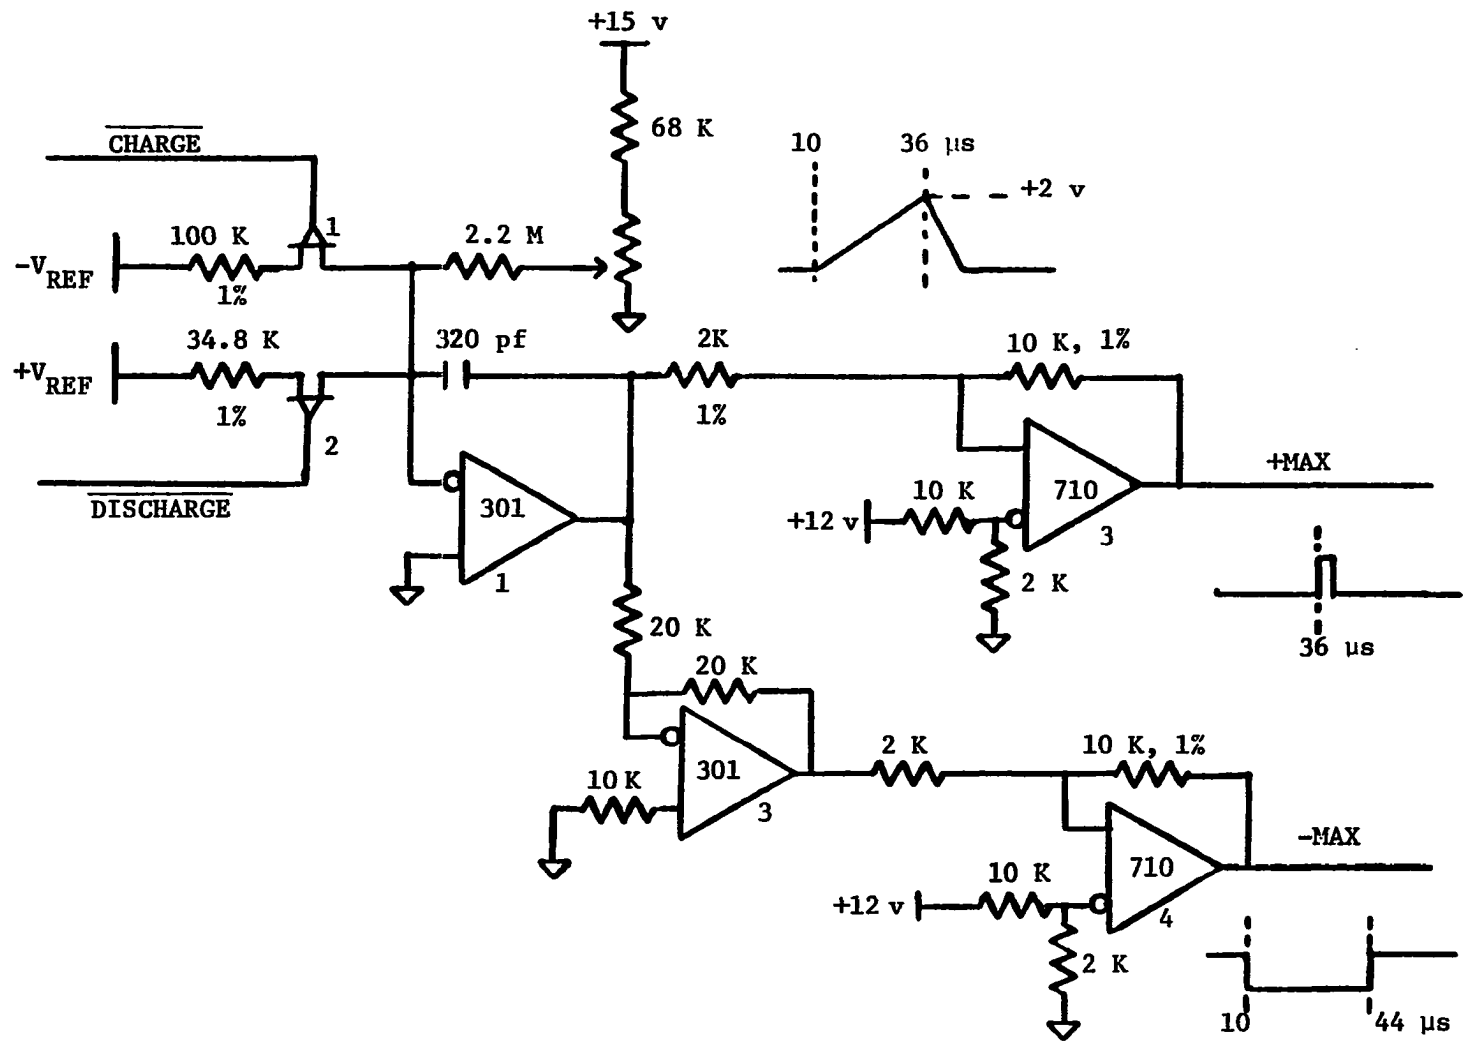 +15 v
68 K
CHARGE
10
36 μs
+2 v
1
100 K
2.2 M
-VREF
1%
34.8 K
320 pf
2K
10 K, 1%
+VREF
1%
1%
2
DISCHARGE
301
1
710
3
+MAX
10 K
+12 v
2 K
36 μs
20 K
20 K
301
3
10 K
2 K
10 K, 1%
710
4
-MAX
10 K
+12 v
2 K
10
44 μs